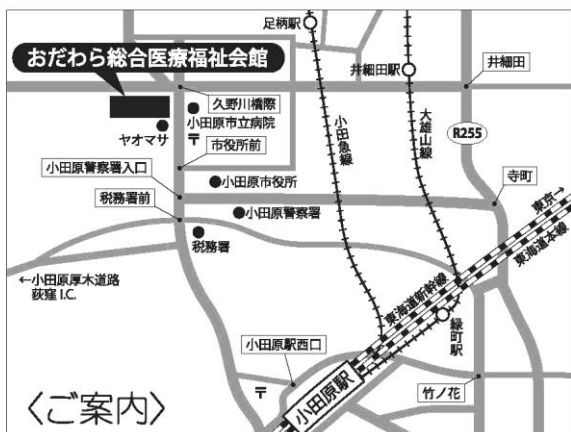 足柄駅
おだわら総合医療福祉会館
井細田駅
井細田
久野川橋際
小田原市立病院
〒
ヤオマサ
小田急線
大雄山線
R255
市役所前
小田原警察署入口
小田原市役所
税務署前
寺町
小田原警察署
税務署
東京→
東海道本線
東海道新幹線
←小田原厚木道路
荻窪I.C.
緑町駅
小田原駅西口
〒
小田原駅
竹ノ花
〈ご案内〉